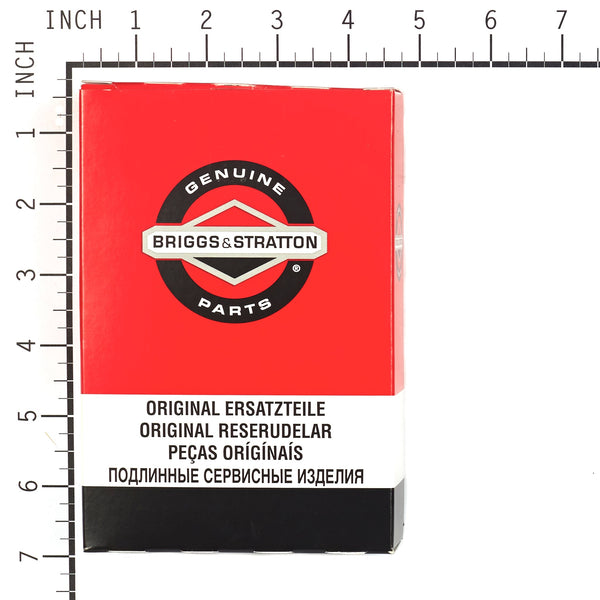 INCH 1 2 3 4 5 6 7
INCH
1
2
3
4
5
6
7
GENUINE
BRIGGS&STRATTON
®
PARTS
ORIGINAL ERSATZTEILE
ORIGINAL RESERUDELAR
PEÇAS ORÍGÍNAÍS
ПОДЛИННЫЕ СЕРВИСНЫЕ ИЗДЕЛИЯ